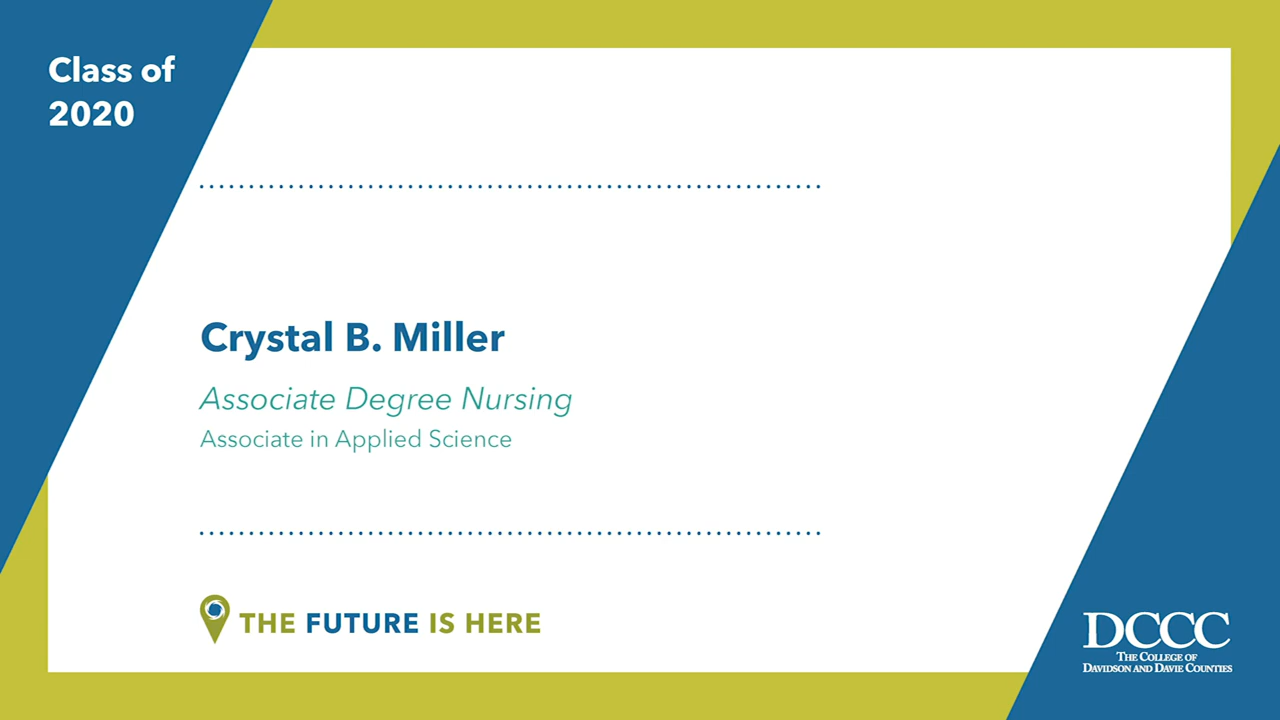 Class of
2020
Crystal B. Miller
Associate Degree Nursing
Associate in Applied Science
THE FUTURE IS HERE
DCCC
THE COLLEGE OF
DAVIDSON AND DAVIE COUNTIES